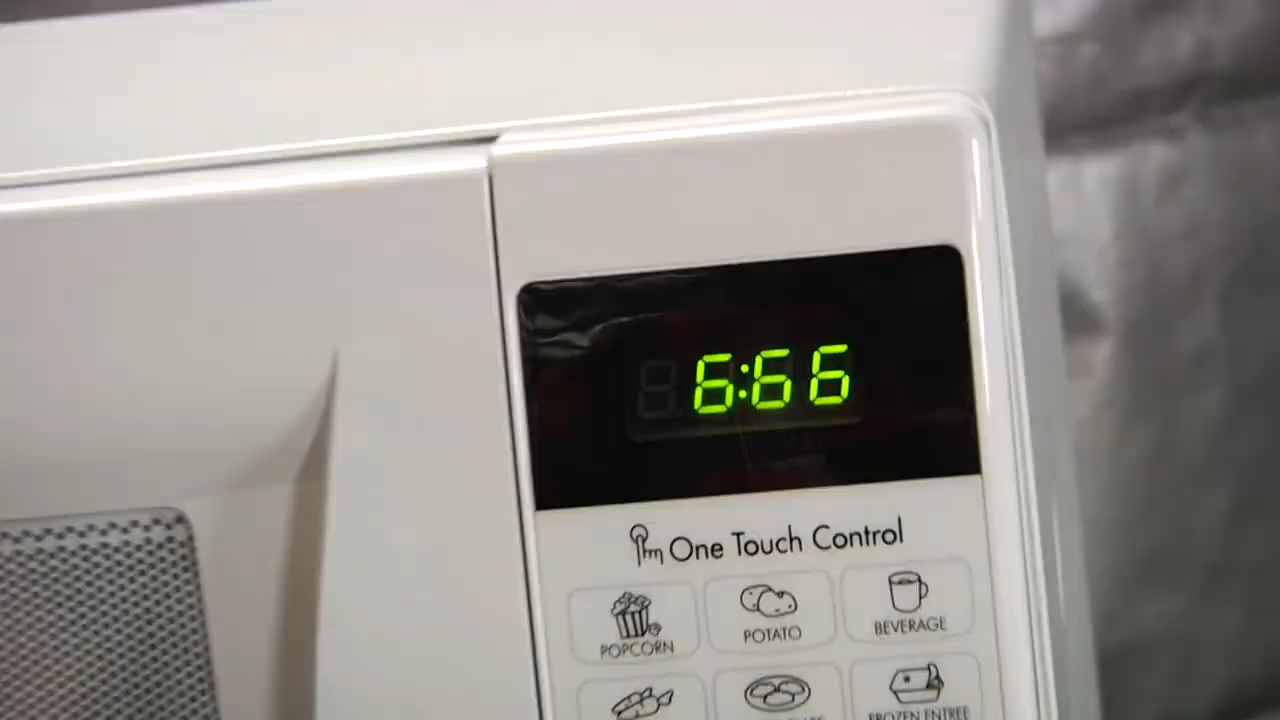 6:66
One Touch Control
POPCORN
POTATO
BEVERAGE
FROZEN ENTREE